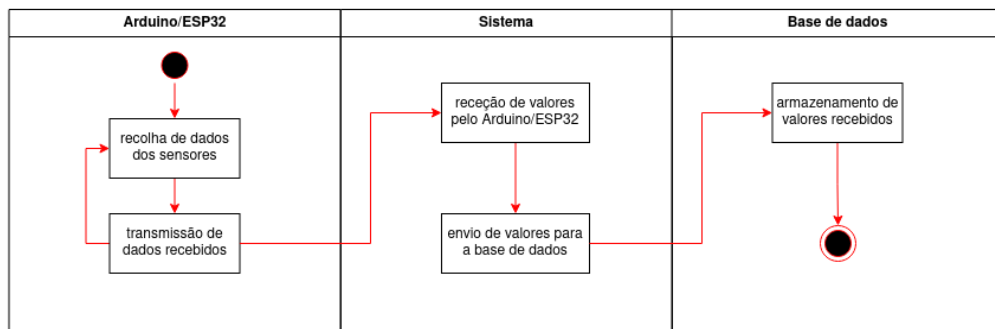 Arduino/ESP32
Sistema
Base de dados
recolha de dados
dos sensores
transmissão de
dados recebidos
receção de valores
pelo Arduino/ESP32
envio de valores para
a base de dados
armazenamento de
valores recebidos